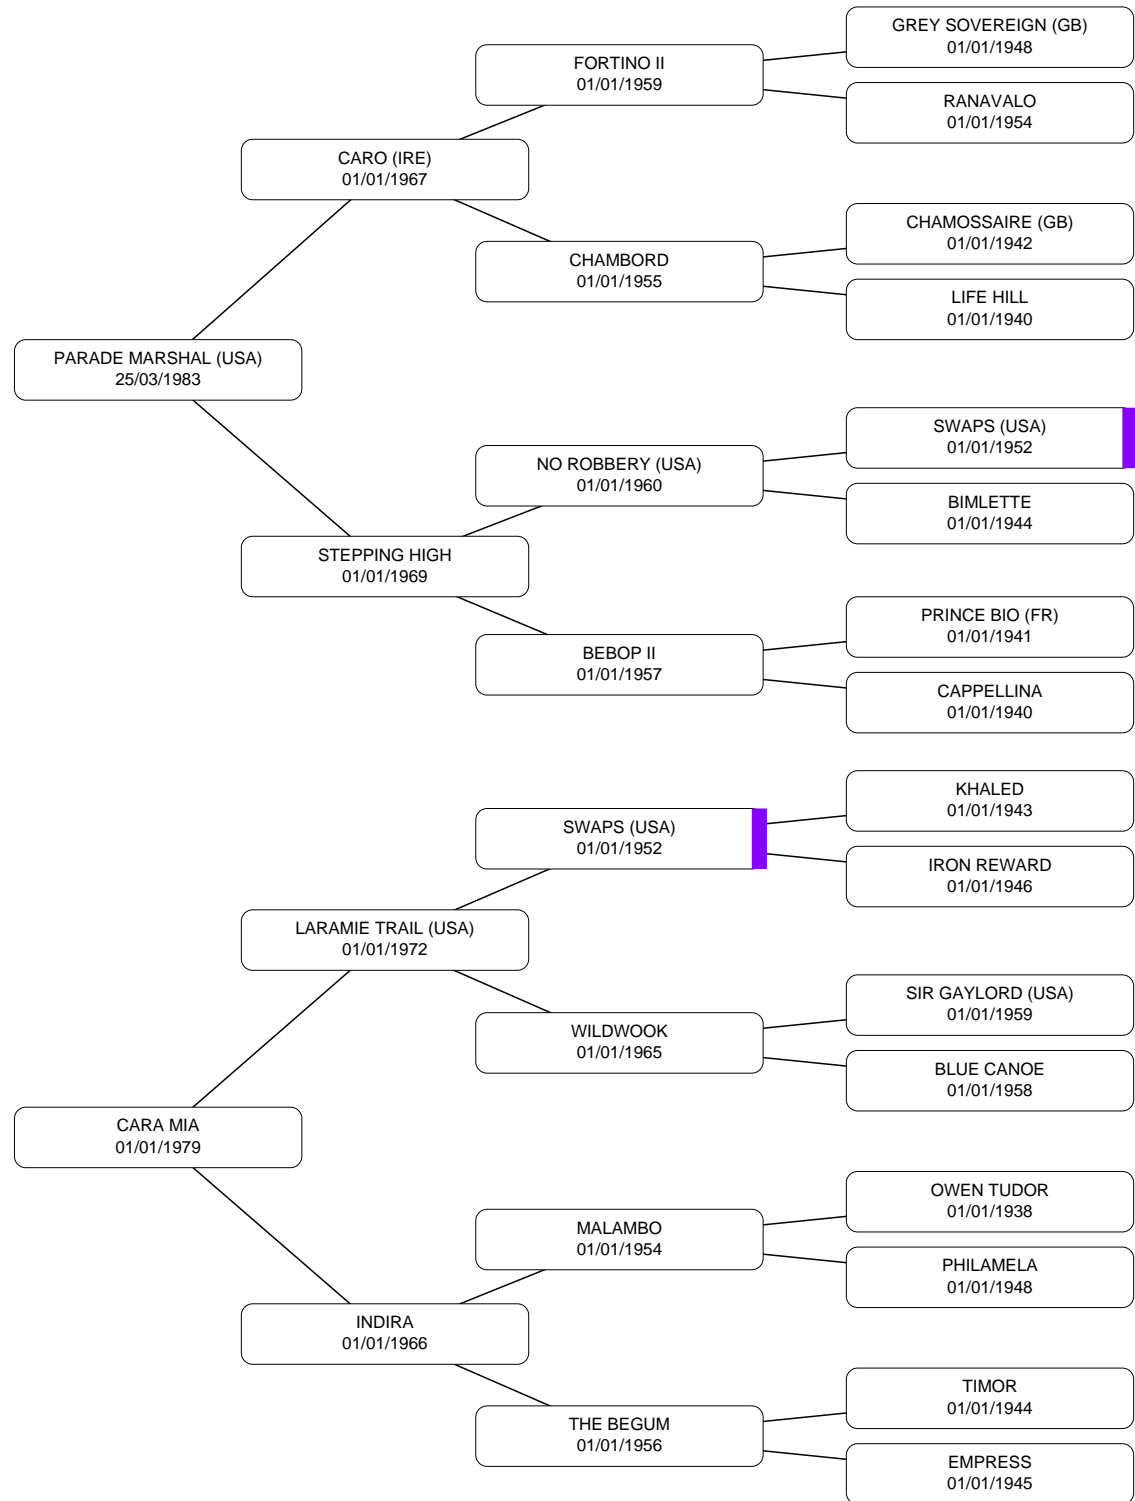 GREY SOVEREIGN (GB)
01/01/1948
FORTINO II
01/01/1959
RANAVALO
01/01/1954
CARO (IRE)
01/01/1967
CHAMOSSAIRE (GB)
01/01/1942
CHAMBORD
01/01/1955
LIFE HILL
01/01/1940
PARADE MARSHAL (USA)
25/03/1983
SWAPS (USA)
01/01/1952
NO ROBBERY (USA)
01/01/1960
BIMLETTE
01/01/1944
STEPPING HIGH
01/01/1969
PRINCE BIO (FR)
01/01/1941
BEBOP II
01/01/1957
CAPPELLINA
01/01/1940
KHALED
01/01/1943
SWAPS (USA)
01/01/1952
IRON REWARD
01/01/1946
LARAMIE TRAIL (USA)
01/01/1972
SIR GAYLORD (USA)
01/01/1959
WILDWOOK
01/01/1965
BLUE CANOE
01/01/1958
CARA MIA
01/01/1979
OWEN TUDOR
01/01/1938
MALAMBO
01/01/1954
PHILAMELA
01/01/1948
INDIRA
01/01/1966
TIMOR
01/01/1944
THE BEGUM
01/01/1956
EMPRESS
01/01/1945